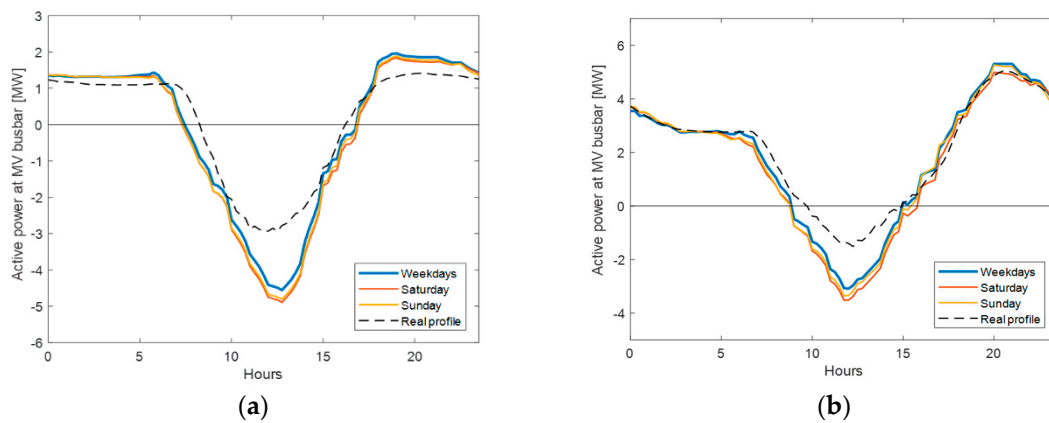 Active power at MV busbar [MW]
3
2
1
0
-1
-2
-3
-4
-5
-6
0
5
10
15
20
Hours
Weekdays
Saturday
Sunday
Real profile
(a)
Active power at MV busbar [MW]
6
4
2
0
-2
-4
0
5
10
15
20
Hours
Weekdays
Saturday
Sunday
Real profile
(b)